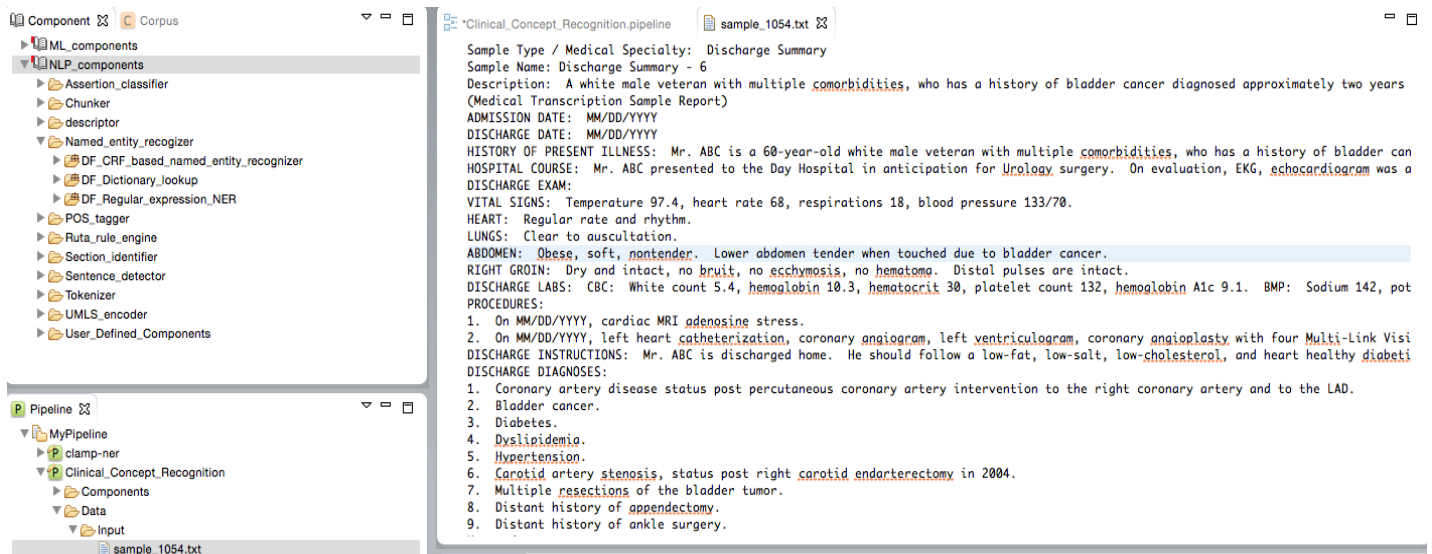 Component
Corpus
ML_components
NLP_components
Assertion_classifier
Chunker
descriptor
Named_entity_recogizer
DF_CRF_based_named_entity_recognizer
DF_Dictionary_lookup
DF_Regular_expression_NER
POS_tagger
Ruta_rule_engine
Section_identifier
Sentence_detector
Tokenizer
UMLS_encoder
User_Defined_Components
Pipeline
MyPipeline
clamp-ner
Clinical_Concept_Recognition
Components
Data
Input
sample_1054.txt
*Clinical_Concept_Recognition.pipeline
sample_1054.txt
Sample Type / Medical Specialty:  Discharge Summary
Sample Name: Discharge Summary - 6
Description:  A white male veteran with multiple comorbidities, who has a history of bladder cancer diagnosed approximately two years
(Medical Transcription Sample Report)
ADMISSION DATE:  MM/DD/YYYY
DISCHARGE DATE:  MM/DD/YYYY
HISTORY OF PRESENT ILLNESS:  Mr. ABC is a 60-year-old white male veteran with multiple comorbidities, who has a history of bladder can
HOSPITAL COURSE:  Mr. ABC presented to the Day Hospital in anticipation for Urology surgery.  On evaluation, EKG, echocardiogram was a
DISCHARGE EXAM:
VITAL SIGNS:  Temperature 97.4, heart rate 68, respirations 18, blood pressure 133/70.
HEART:  Regular rate and rhythm.
LUNGS:  Clear to auscultation.
ABDOMEN:  Obese, soft, nontender.  Lower abdomen tender when touched due to bladder cancer.
RIGHT GROIN:  Dry and intact, no bruit, no ecchymosis, no hematoma.  Distal pulses are intact.
DISCHARGE LABS:  CBC:  White count 5.4, hemoglobin 10.3, hematocrit 30, platelet count 132, hemoglobin A1c 9.1.  BMP:  Sodium 142, pot
PROCEDURES:
1.  On MM/DD/YYYY, cardiac MRI adenosine stress.
2.  On MM/DD/YYYY, left heart catheterization, coronary angiogram, left ventriculogram, coronary angioplasty with four Multi-Link Visi
DISCHARGE INSTRUCTIONS:  Mr. ABC is discharged home.  He should follow a low-fat, low-salt, low-cholesterol, and heart healthy diabeti
DISCHARGE DIAGNOSES:
1.  Coronary artery disease status post percutaneous coronary artery intervention to the right coronary artery and to the LAD.
2.  Bladder cancer.
3.  Diabetes.
4.  Dyslipidemia.
5.  Hypertension.
6.  Carotid artery stenosis, status post right carotid endarterectomy in 2004.
7.  Multiple resections of the bladder tumor.
8.  Distant history of appendectomy.
9.  Distant history of ankle surgery.